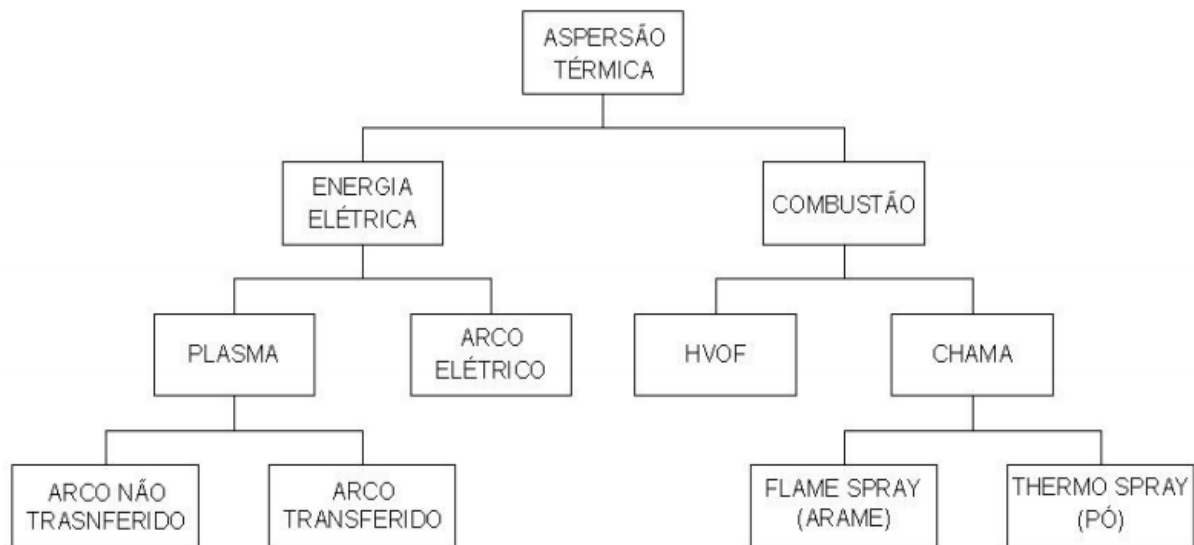 ASPERSÃO
TÉRMICA
ENERGIA
ELÉTRICA
COMBUSTÃO
PLASMA
ARCO
ELÉTRICO
HVOF
CHAMA
ARCO NÃO
TRASNFERIDO
ARCO
TRANSFERIDO
FLAME SPRAY
(ARAME)
THERMO SPRAY
(PÓ)